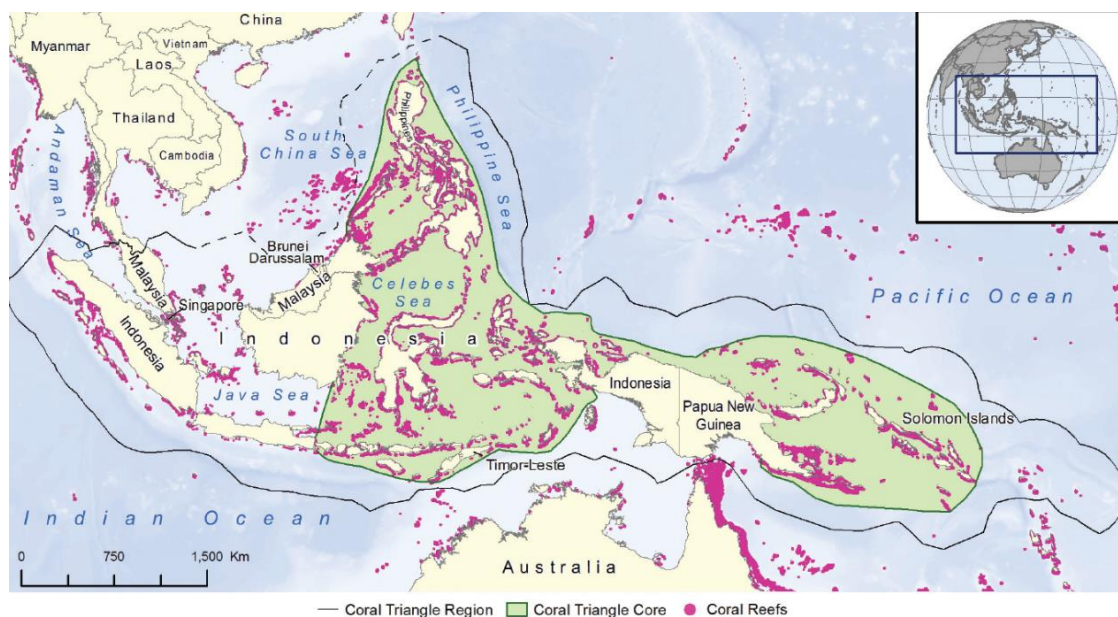 China
Myanmar
Vietnam
Laos
Thailand
Cambodia
Andaman Sea
South
China Sea
Philippines
Philippine Sea
Brunei
Darussalam
Malaysia
Malaysia
Singapore
Celebes
Sea
Indonesia
Indonesia
Indonesia
Java Sea
Papua New
Guinea
Solomon Islands
Pacific Ocean
Timor-Leste
Indian Ocean
Australia
0 750 1,500 Km
Coral Triangle Region Coral Triangle Core Coral Reefs